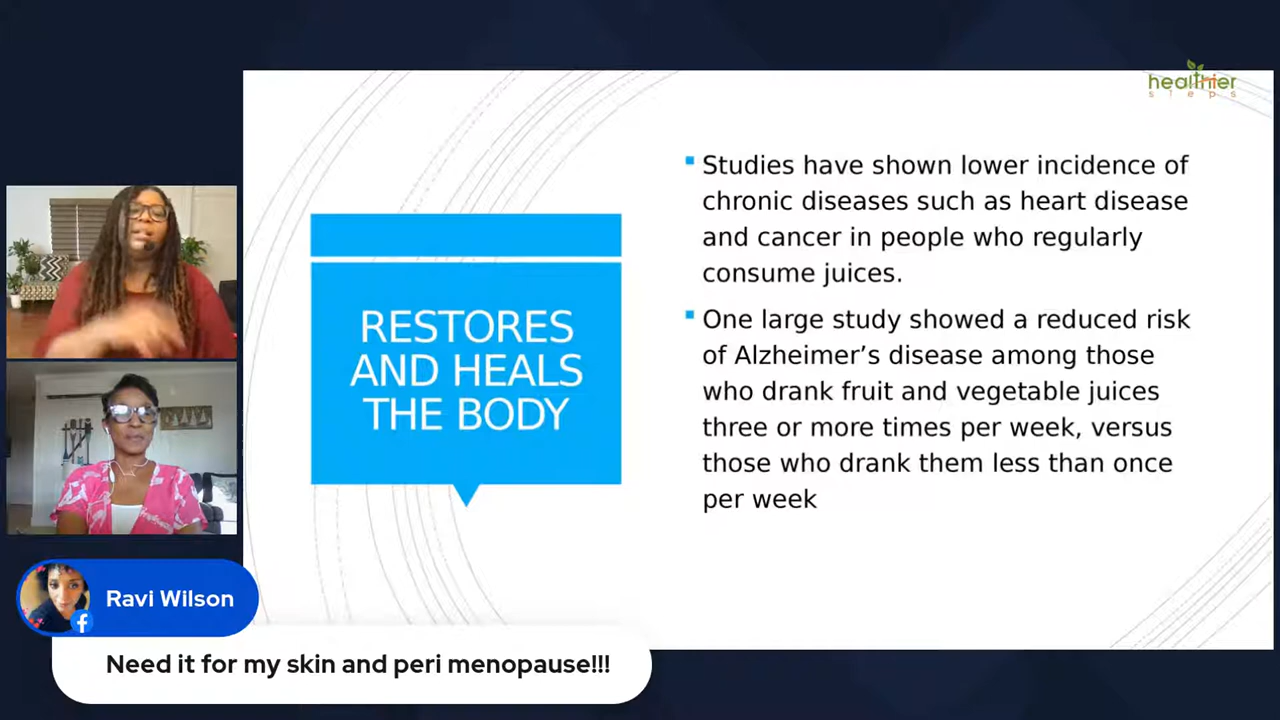 healthier
steps
Studies have shown lower incidence of
chronic diseases such as heart disease
and cancer in people who regularly
consume juices.
One large study showed a reduced risk
of Alzheimer’s disease among those
who drank fruit and vegetable juices
three or more times per week, versus
those who drank them less than once
per week
RESTORES
AND HEALS
THE BODY
Ravi Wilson
Need it for my skin and peri menopause!!!